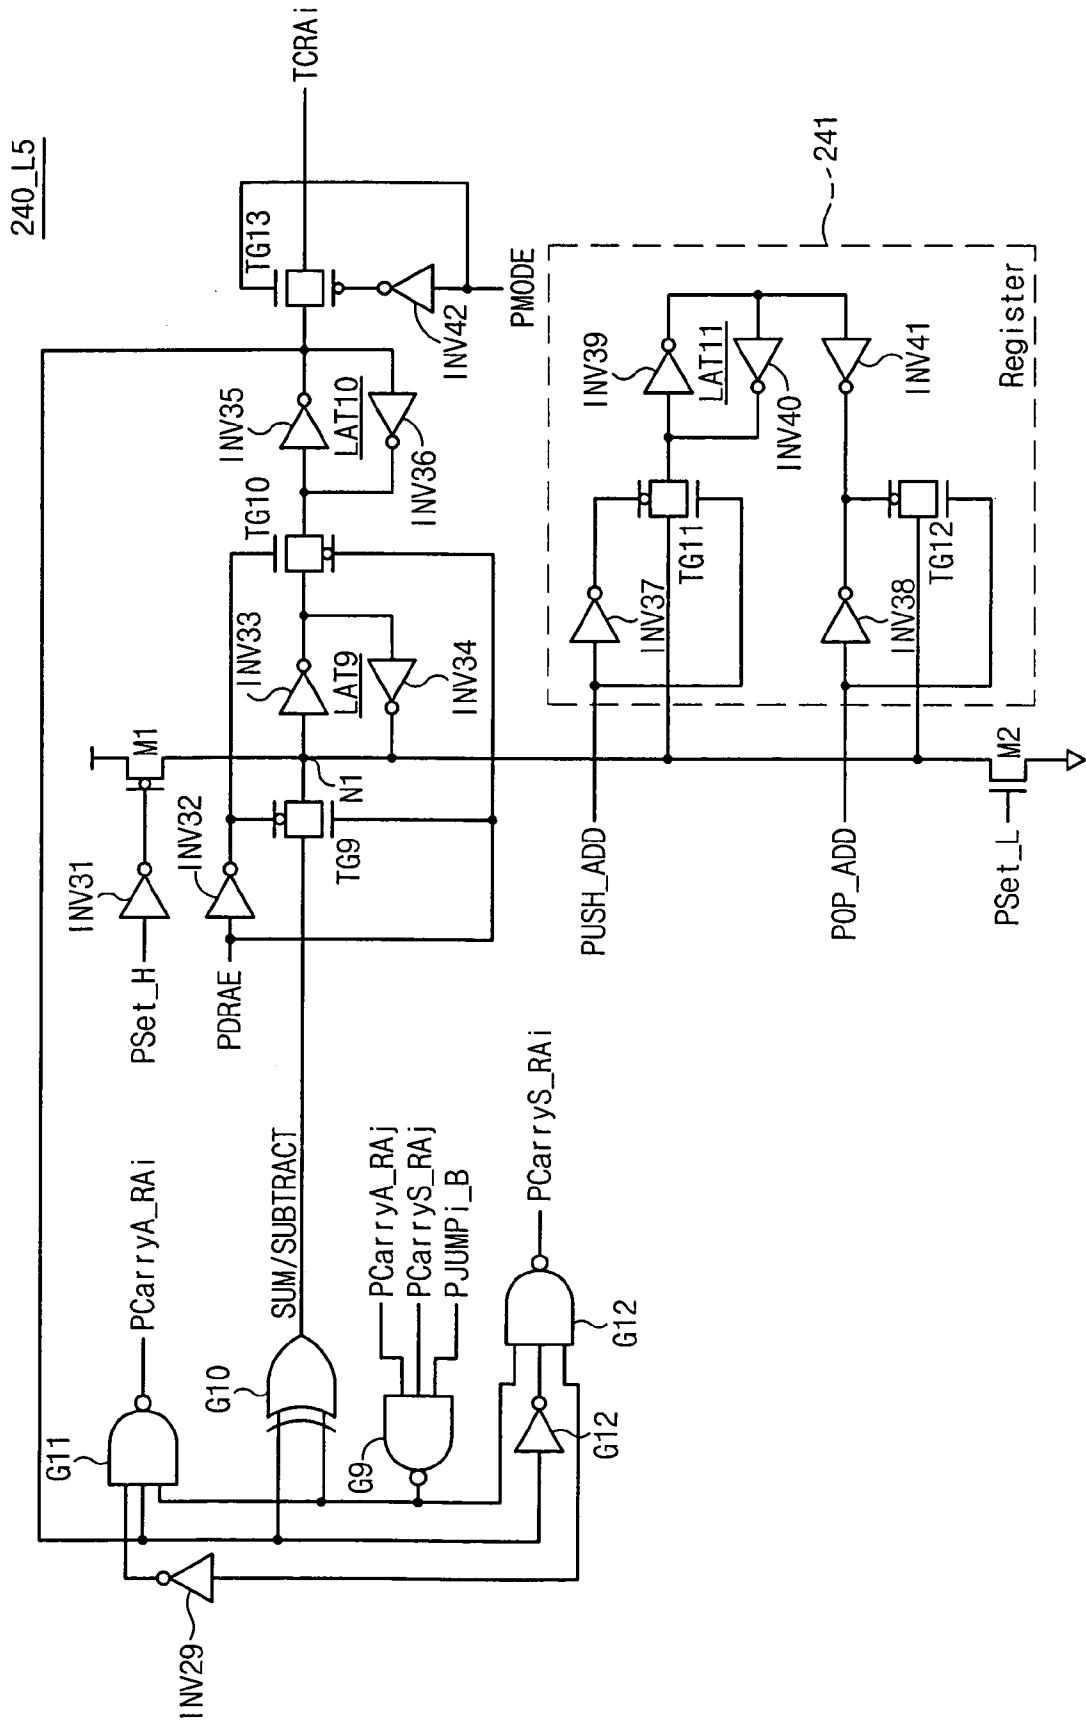 240_L5
TCRAi
TG13
INV42
PMODE
INV35
LAT10
INV36
TG10
INV33
LAT9
INV34
M1
N1
TG9
INV31
INV32
PSet_H
PDRAE
241
Register
INV39
LAT11
INV40
INV41
TG11
TG12
INV37
INV38
PUSH_ADD
POP_ADD
M2
PSet_L
PCarryA_RAi
SUM/SUBTRACT
PCarryA_RAj
PCarryS_RAj
PJUMPi_B
PCarryS_RAi
G11
G10
G9
G12
G12
INV29